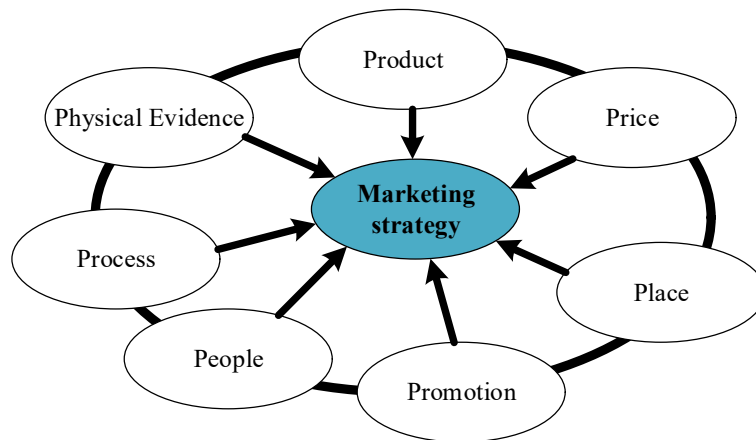 Product
Physical Evidence
Price
Marketing
strategy
Process
Place
People
Promotion